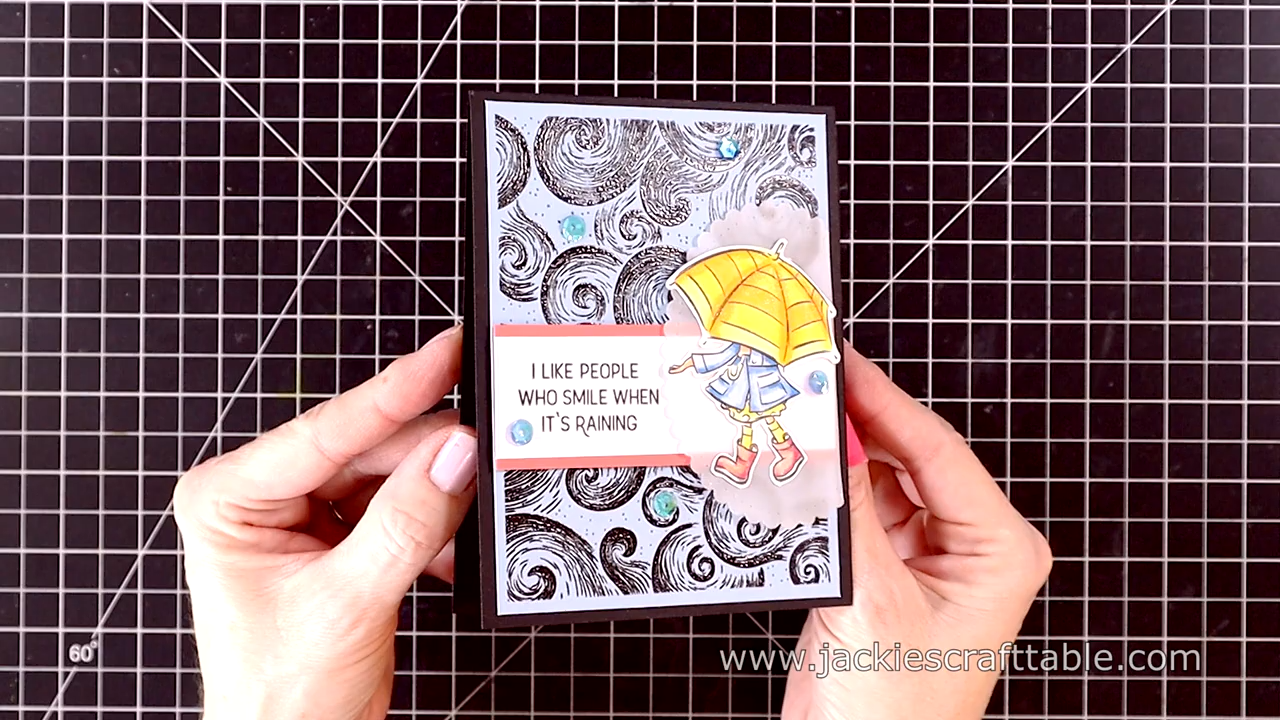 I LIKE PEOPLE
WHO SMILE WHEN
IT'S RAINING
60°
www.jackiescrafttable.com